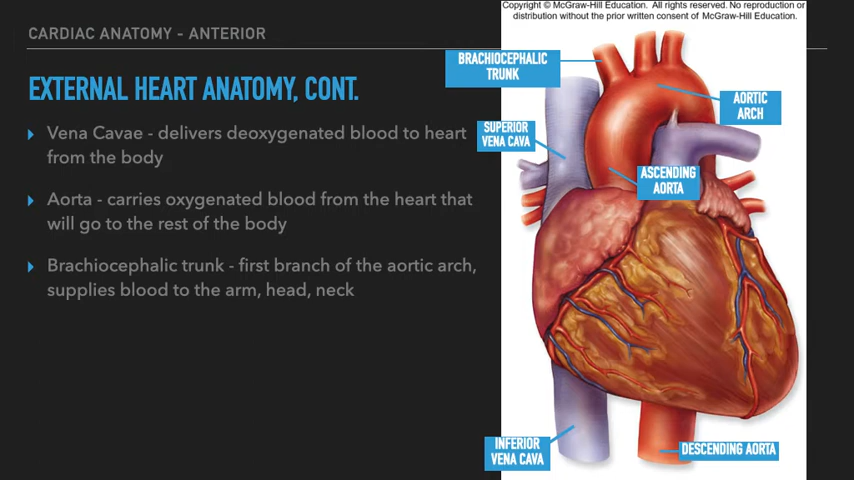 Copyright © McGraw-Hill Education. All rights reserved. No reproduction or
distribution without the prior written consent of McGraw-Hill Education.
CARDIAC ANATOMY - ANTERIOR
EXTERNAL HEART ANATOMY, CONT.
Vena Cavae - delivers deoxygenated blood to heart
from the body
Aorta - carries oxygenated blood from the heart that
will go to the rest of the body
Brachiocephalic trunk - first branch of the aortic arch,
supplies blood to the arm, head, neck
BRACHIOCEPHALIC
TRUNK
AORTIC
ARCH
SUPERIOR
VENA CAVA
ASCENDING
AORTA
INFERIOR
VENA CAVA
DESCENDING AORTA